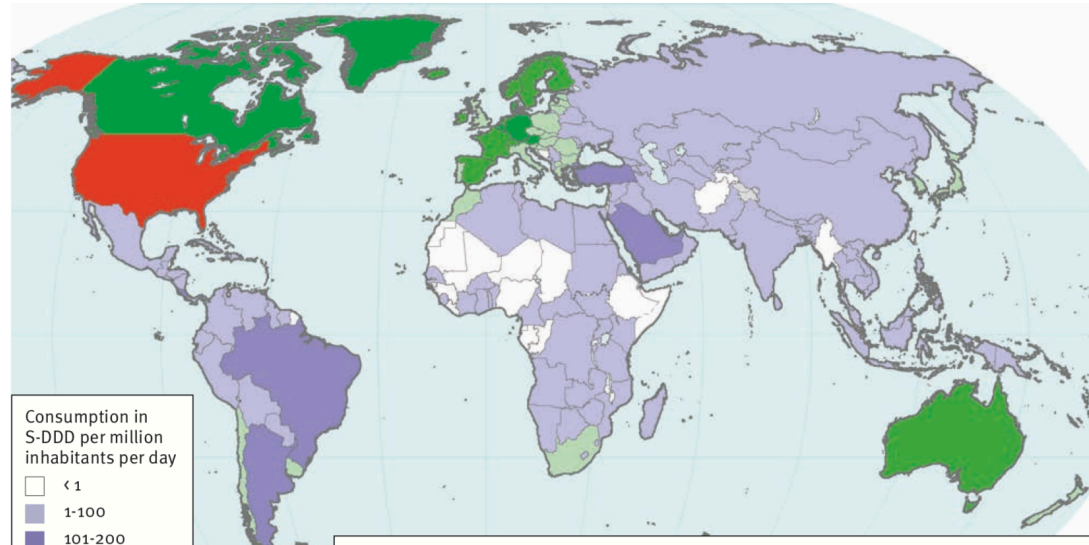 Consumption in
S-DDD per million
inhabitants per day
< 1
1-100
101-200